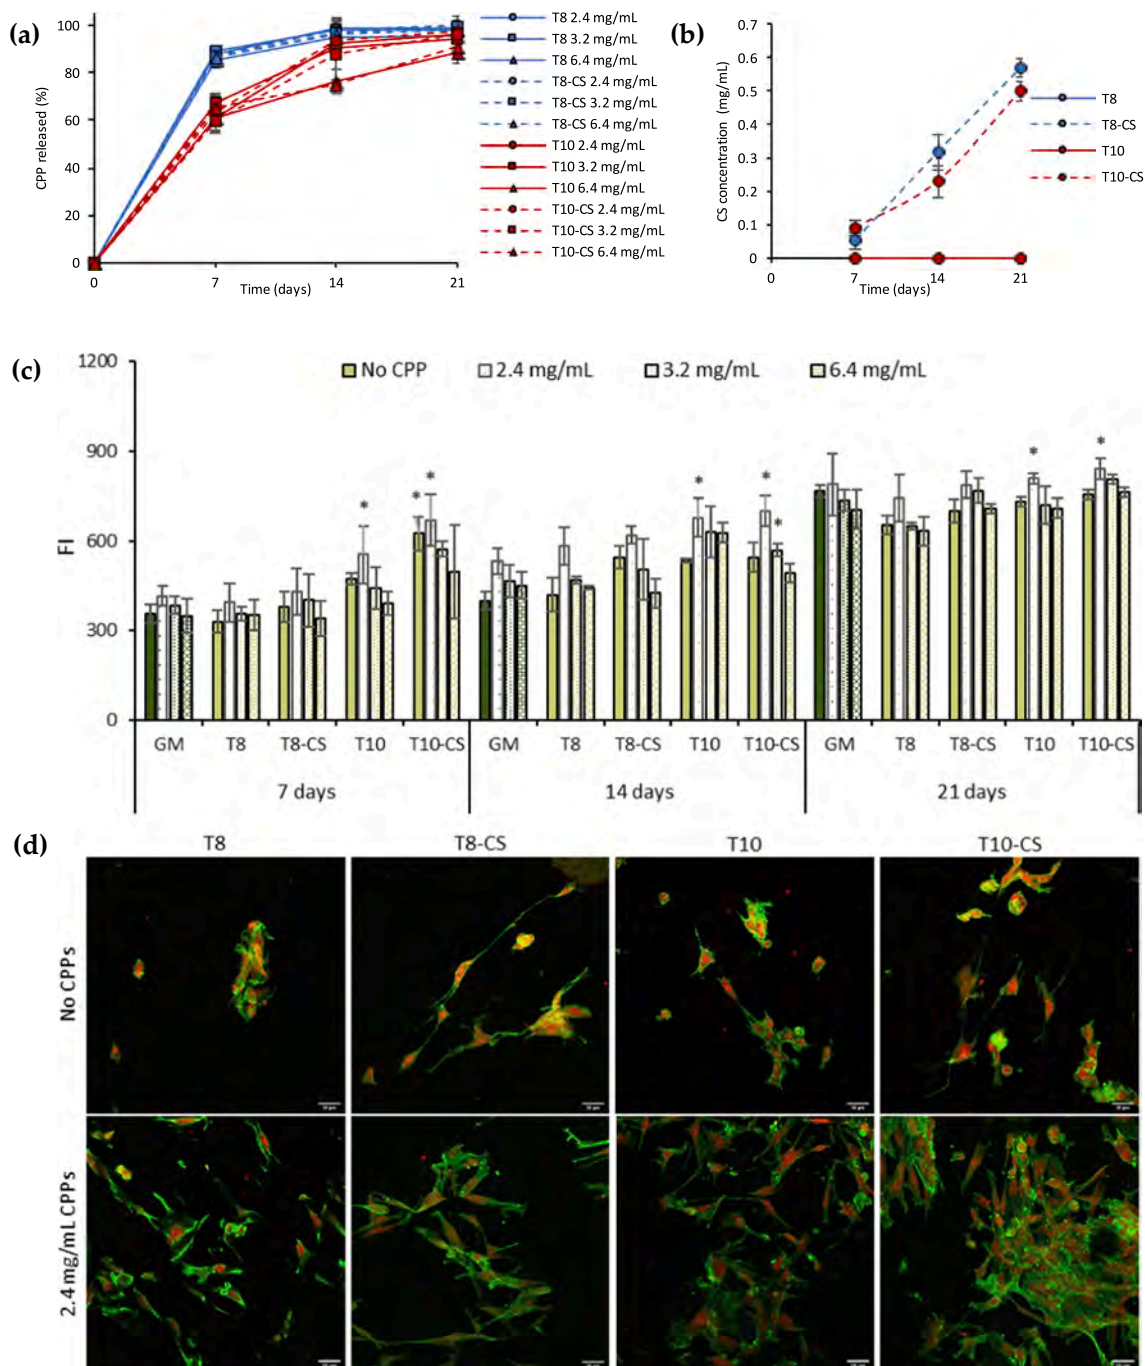 (a)
CPP released (%)
100
80
60
40
20
0
0
7
14
21
Time (days)
T8 2.4 mg/mL
T8 3.2 mg/mL
T8 6.4 mg/mL
T8-CS 2.4 mg/mL
T8-CS 3.2 mg/mL
T8-CS 6.4 mg/mL
T10 2.4 mg/mL
T10 3.2 mg/mL
T10 6.4 mg/mL
T10-CS 2.4 mg/mL
T10-CS 3.2 mg/mL
T10-CS 6.4 mg/mL
(b)
CS concentration (mg/mL)
0.7
0.6
0.5
0.4
0.3
0.2
0.1
0
7
14
21
Time (days)
T8
T8-CS
T10
T10-CS
(c)
FI
1200
900
600
300
0
No CPP 2.4 mg/mL 3.2 mg/mL 6.4 mg/mL
* * * * * * * *
GM T8 T8-CS T10 T10-CS GM T8 T8-CS T10 T10-CS GM T8 T8-CS T10 T10-CS
7 days 14 days 21 days
(d)
T8 T8-CS T10 T10-CS
No CPPs
2.4 mg/mL CPPs